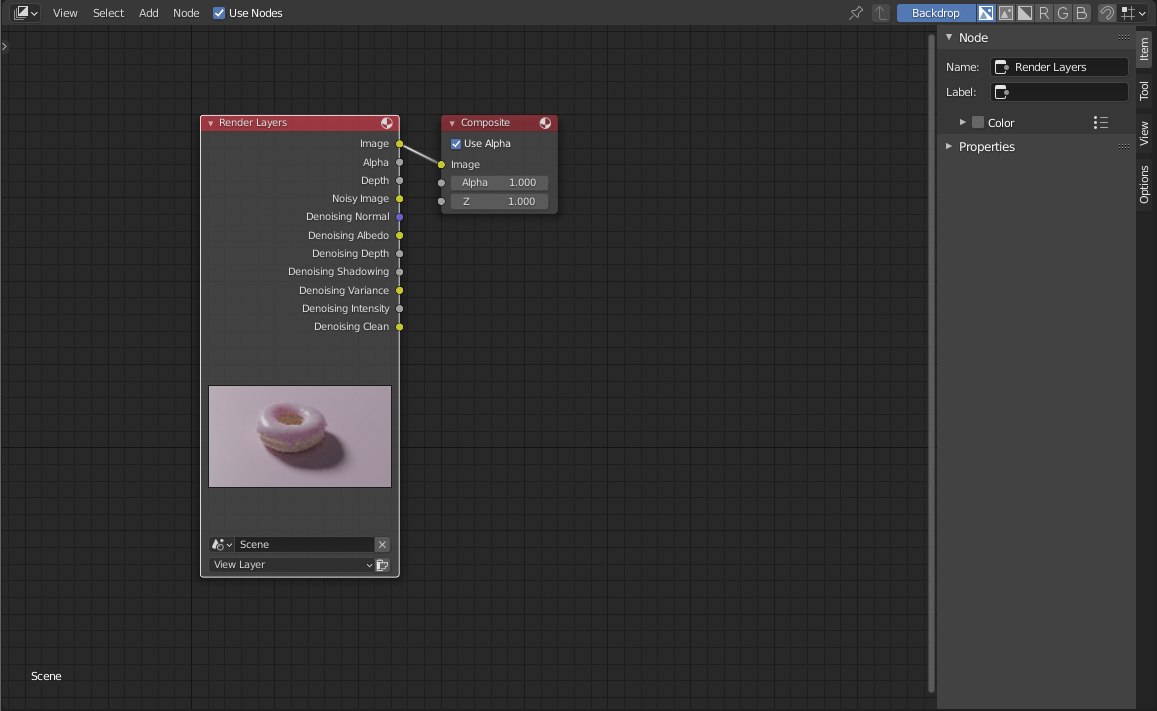 View Select Add Node Use Nodes Backdrop R G B
Node
Name: Render Layers
Label:
Color
Properties
Item
Tool
View
Options
Render Layers
Image
Alpha
Depth
Noisy Image
Denoising Normal
Denoising Albedo
Denoising Depth
Denoising Shadowing
Denoising Variance
Denoising Intensity
Denoising Clean
Scene
View Layer
Composite
Use Alpha
Image
Alpha 1.000
Z 1.000
Scene